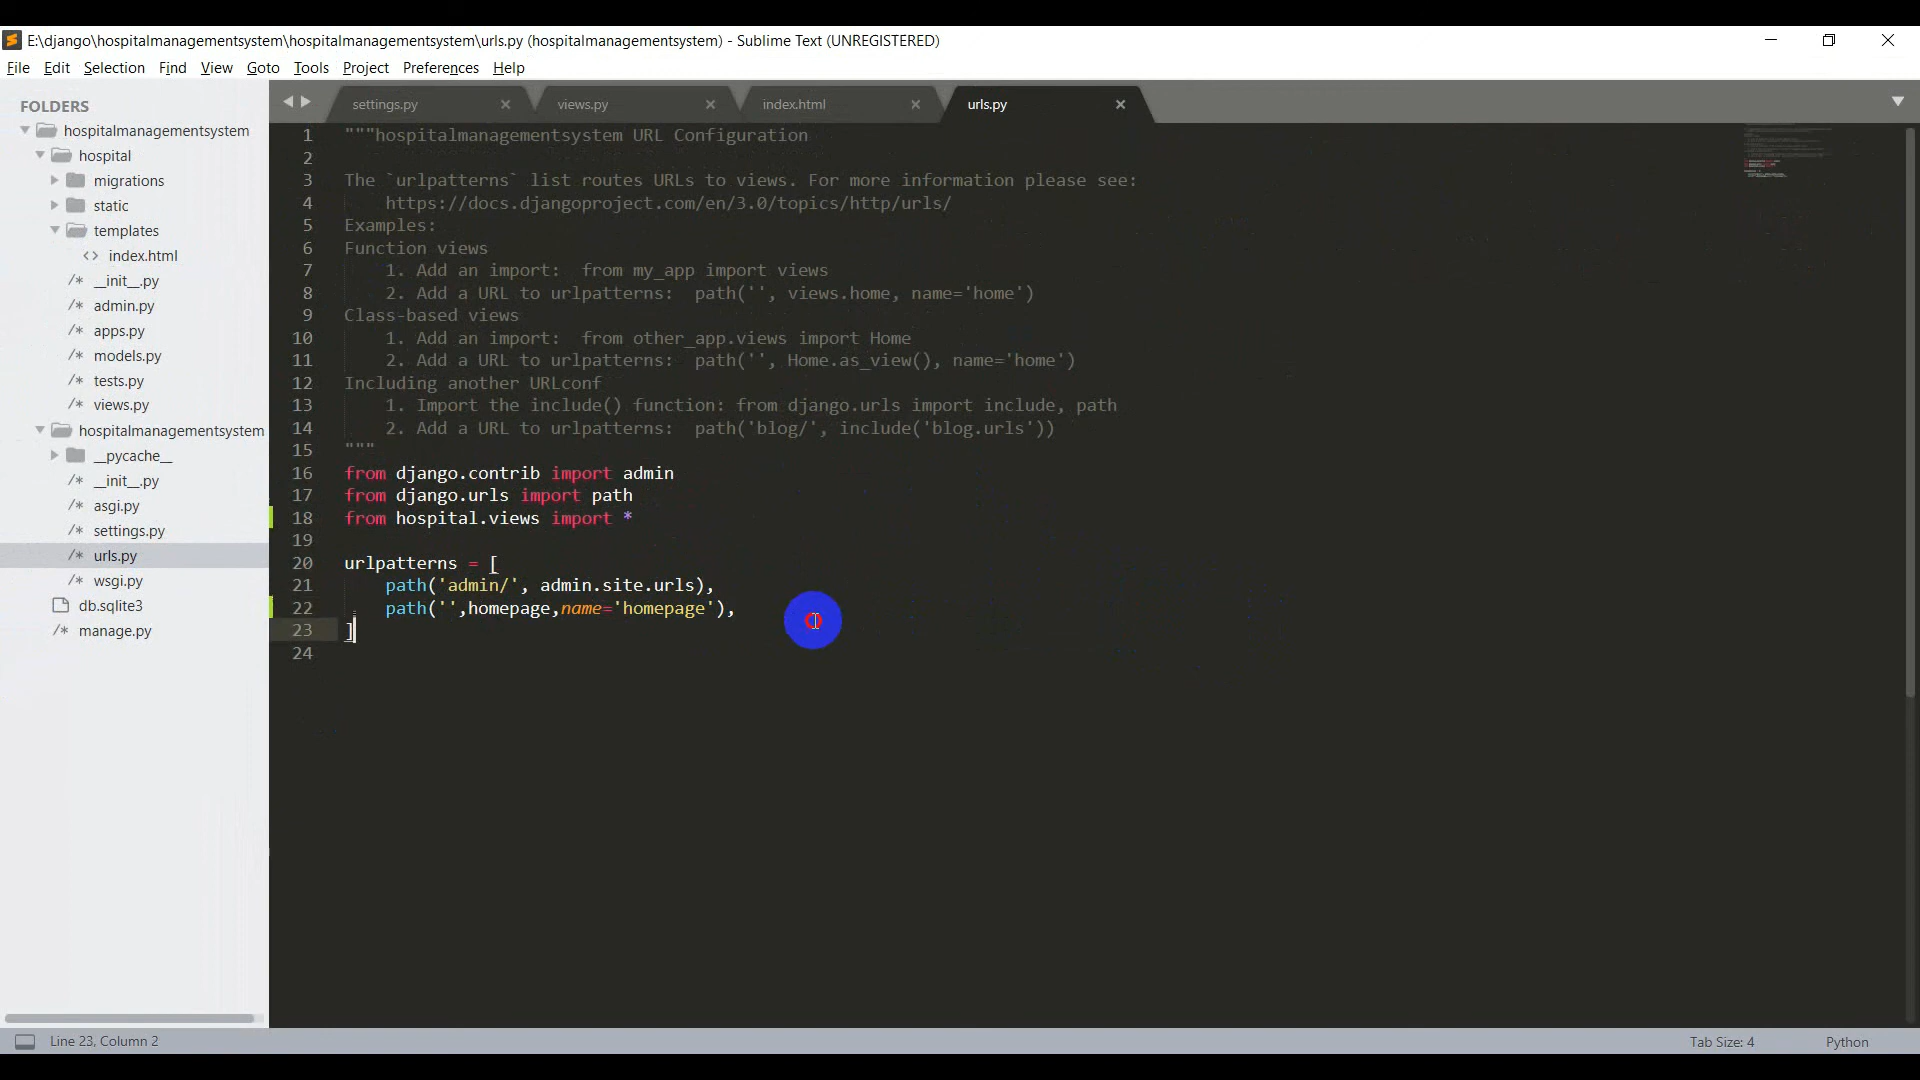 E:\django\hospitalmanagementsystem\hospitalmanagementsystem\urls.py (hospitalmanagementsystem) - Sublime Text (UNREGISTERED)
File Edit Selection Find View Goto Tools Project Preferences Help
FOLDERS
hospitalmanagementsystem
hospital
migrations
static
templates
<> index.html
/* __init__.py
/* admin.py
/* apps.py
/* models.py
/* tests.py
/* views.py
hospitalmanagementsystem
__pycache__
/* __init__.py
/* asgi.py
/* settings.py
/* urls.py
/* wsgi.py
db.sqlite3
/* manage.py
settings.py views.py index.html urls.py
1 """hospitalmanagementsystem URL Configuration
2
3 The `urlpatterns` list routes URLs to views. For more information please see:
4 https://docs.djangoproject.com/en/3.0/topics/http/urls/
5 Examples:
6 Function views
7 1. Add an import:  from my_app import views
8 2. Add a URL to urlpatterns:  path('', views.home, name='home')
9 Class-based views
10 1. Add an import:  from other_app.views import Home
11 2. Add a URL to urlpatterns:  path('', Home.as_view(), name='home')
12 Including another URLconf
13 1. Import the include() function: from django.urls import include, path
14 2. Add a URL to urlpatterns:  path('blog/', include('blog.urls'))
15 """
16 from django.contrib import admin
17 from django.urls import path
18 from hospital.views import *
19
20 urlpatterns = [
21 path('admin/', admin.site.urls),
22 path('',homepage,name='homepage'),
23 ]
24
Line 23, Column 2 Tab Size: 4 Python